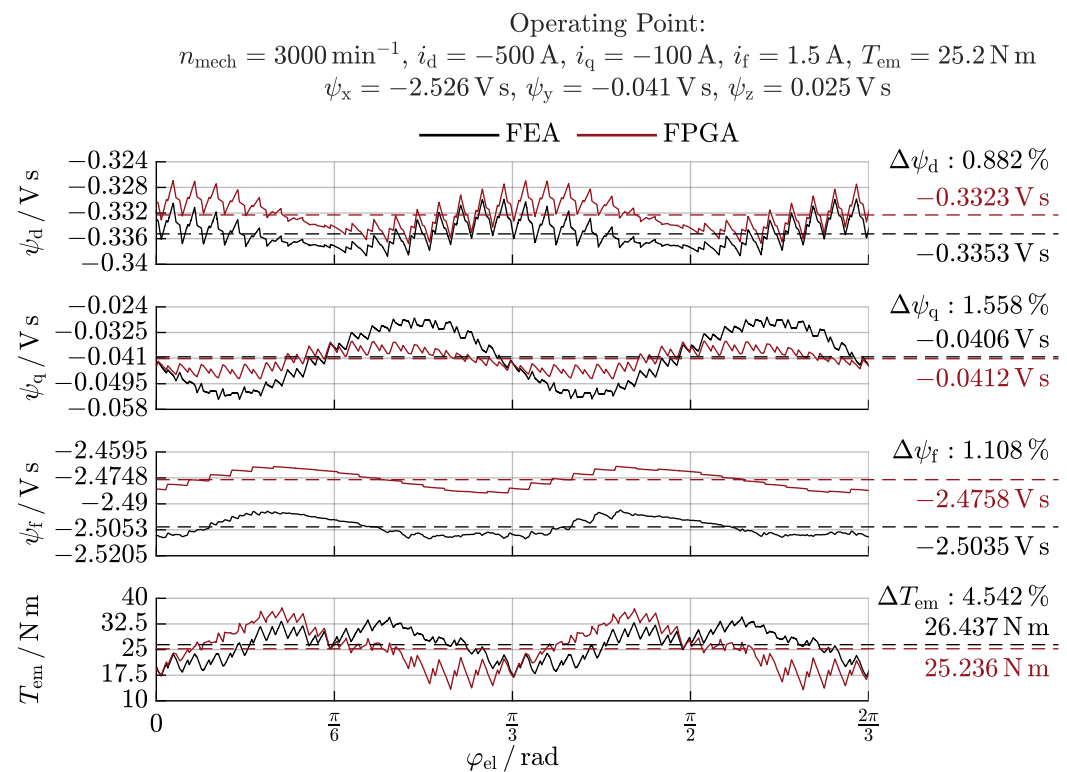 Operating Point:
n_mech = 3000 min⁻¹, i_d = −500 A, i_q = −100 A, i_f = 1.5 A, T_em = 25.2 N m
ψ_x = −2.526 V s, ψ_y = −0.041 V s, ψ_z = 0.025 V s
FEA FPGA
ψ_d / V s
−0.324
−0.328
−0.332
−0.336
−0.34
Δψ_d : 0.882 %
−0.3323 V s
−0.3353 V s
ψ_q / V s
−0.024
−0.0325
−0.041
−0.0495
−0.058
Δψ_q : 1.558 %
−0.0406 V s
−0.0412 V s
ψ_f / V s
−2.4595
−2.4748
−2.49
−2.5053
−2.5205
Δψ_f : 1.108 %
−2.4758 V s
−2.5035 V s
T_em / N m
40
32.5
25
17.5
10
ΔT_em : 4.542 %
26.437 N m
25.236 N m
0 π/6 π/3 π/2 2π/3
φ_el / rad